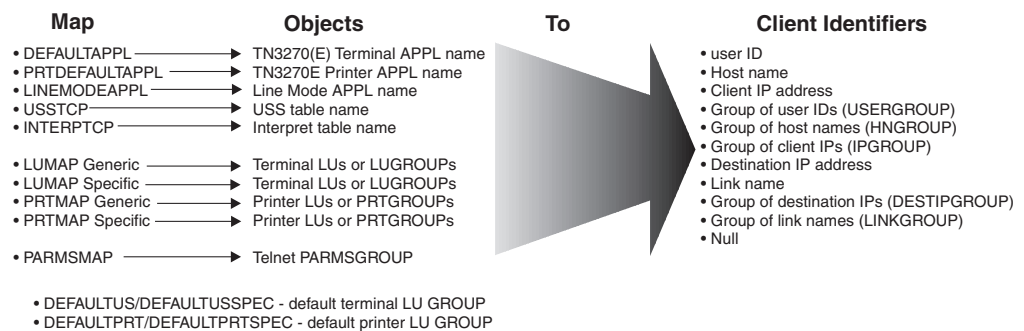 Map Objects To Client Identifiers
• DEFAULTAPPL TN3270(E) Terminal APPL name
• PRTDEFAULTAPPL TN3270E Printer APPL name
• LINEMODEAPPL Line Mode APPL name
• USSTCP USS table name
• INTERPTCP Interpret table name
• LUMAP Generic Terminal LUs or LUGROUPs
• LUMAP Specific Terminal LUs or LUGROUPs
• PRTMAP Generic Printer LUs or PRTGROUPs
• PRTMAP Specific Printer LUs or PRTGROUPs
• PARMSMAP Telnet PARMSGROUP
• user ID
• Host name
• Client IP address
• Group of user IDs (USERGROUP)
• Group of host names (HNGROUP)
• Group of client IPs (IPGROUP)
• Destination IP address
• Link name
• Group of destination IPs (DESTIPGROUP)
• Group of link names (LINKGROUP)
• Null
• DEFAULTUS/DEFAULTUSSPEC - default terminal LU GROUP
• DEFAULTPRT/DEFAULTPRTSPEC - default printer LU GROUP